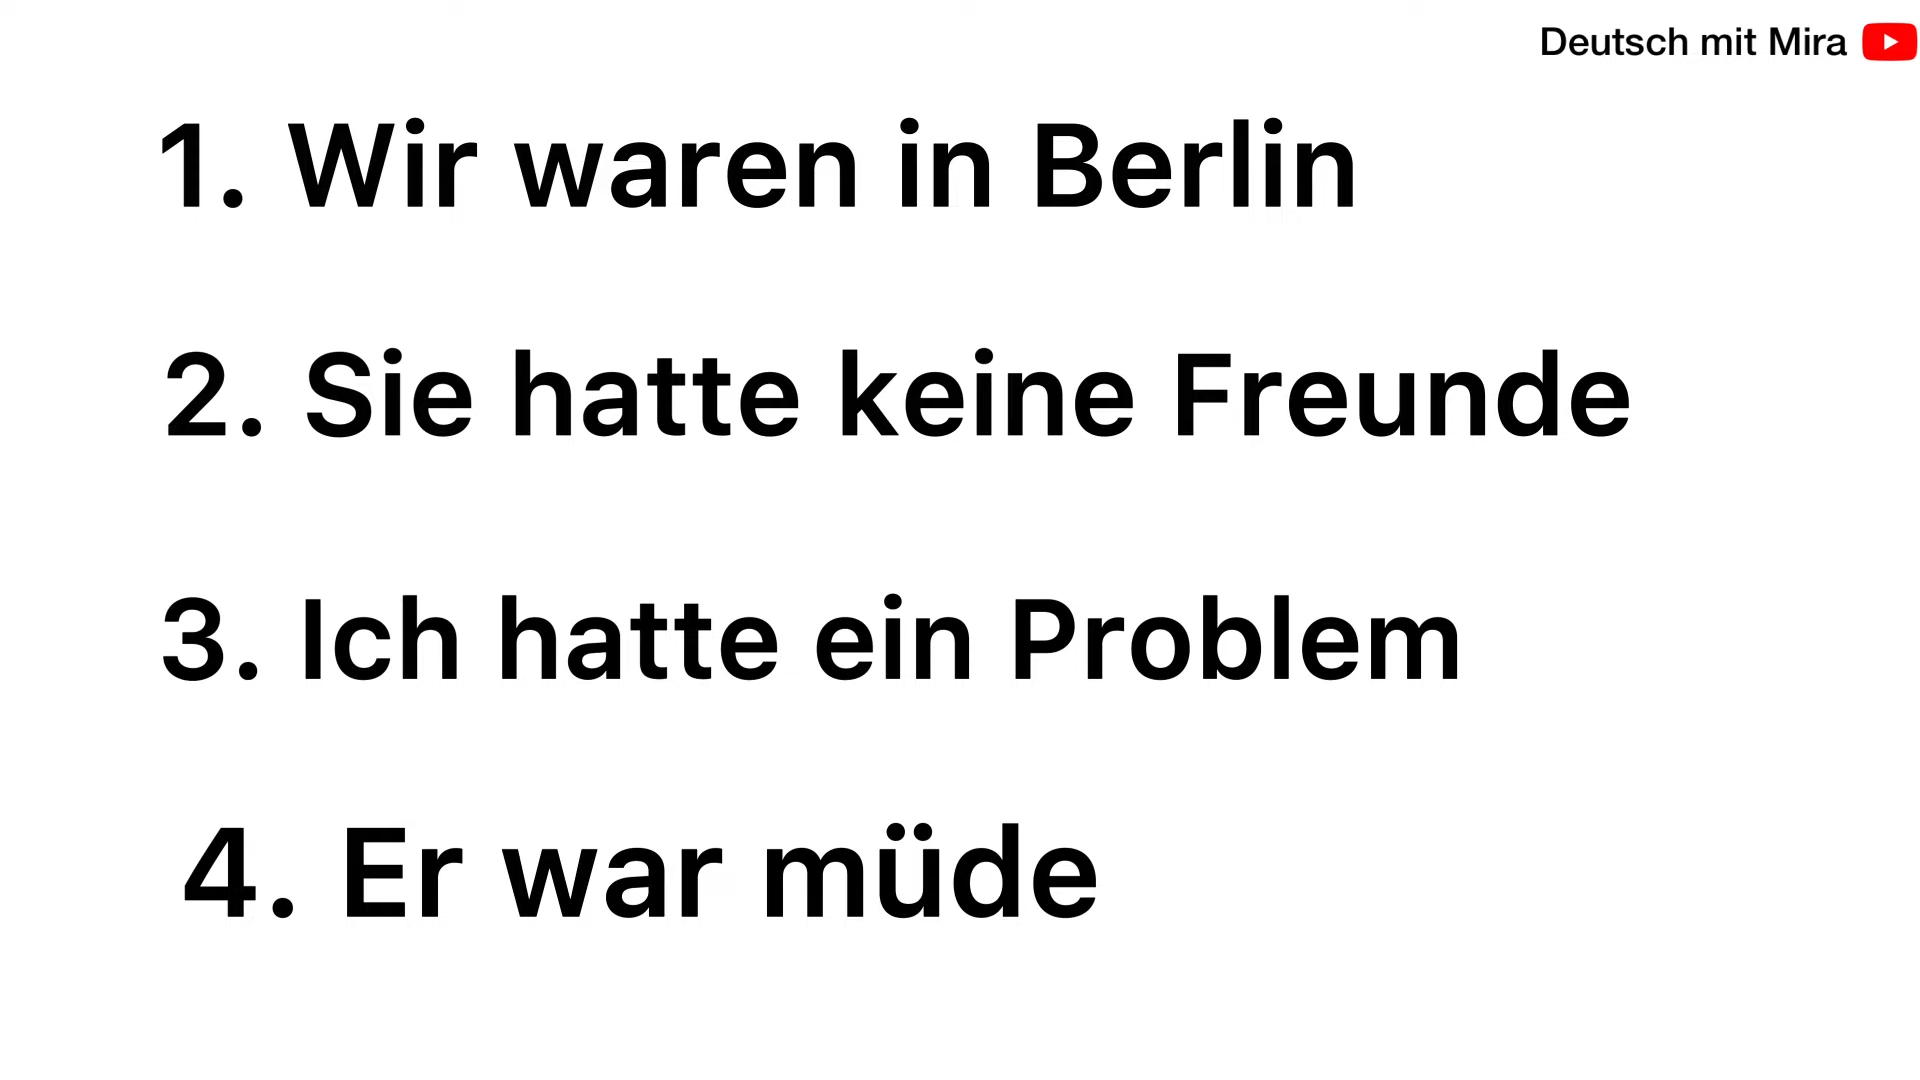 Deutsch mit Mira
1. Wir waren in Berlin
2. Sie hatte keine Freunde
3. Ich hatte ein Problem
4. Er war müde